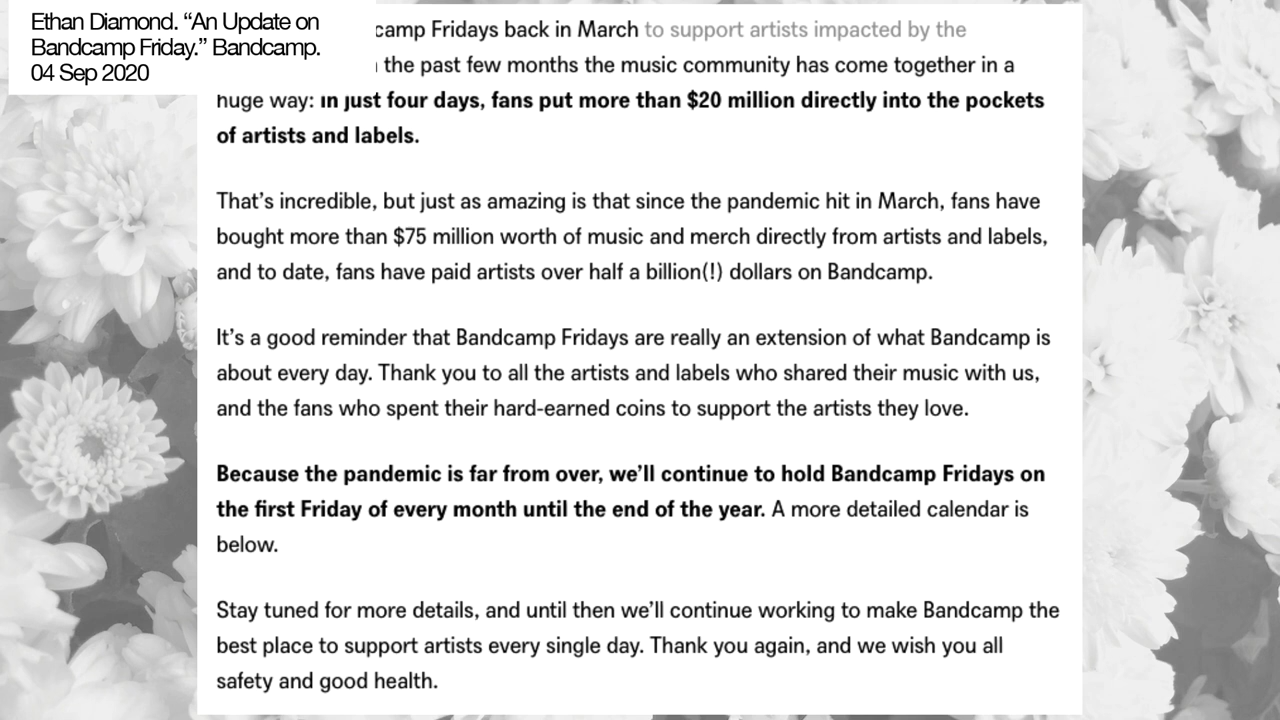 Ethan Diamond. “An Update on
Bandcamp Friday.” Bandcamp.
04 Sep 2020
camp Fridays back in March to support artists impacted by the
the past few months the music community has come together in a
huge way: in just four days, fans put more than $20 million directly into the pockets
of artists and labels.
That’s incredible, but just as amazing is that since the pandemic hit in March, fans have
bought more than $75 million worth of music and merch directly from artists and labels,
and to date, fans have paid artists over half a billion(!) dollars on Bandcamp.
It’s a good reminder that Bandcamp Fridays are really an extension of what Bandcamp is
about every day. Thank you to all the artists and labels who shared their music with us,
and the fans who spent their hard-earned coins to support the artists they love.
Because the pandemic is far from over, we’ll continue to hold Bandcamp Fridays on
the first Friday of every month until the end of the year. A more detailed calendar is
below.
Stay tuned for more details, and until then we’ll continue working to make Bandcamp the
best place to support artists every single day. Thank you again, and we wish you all
safety and good health.